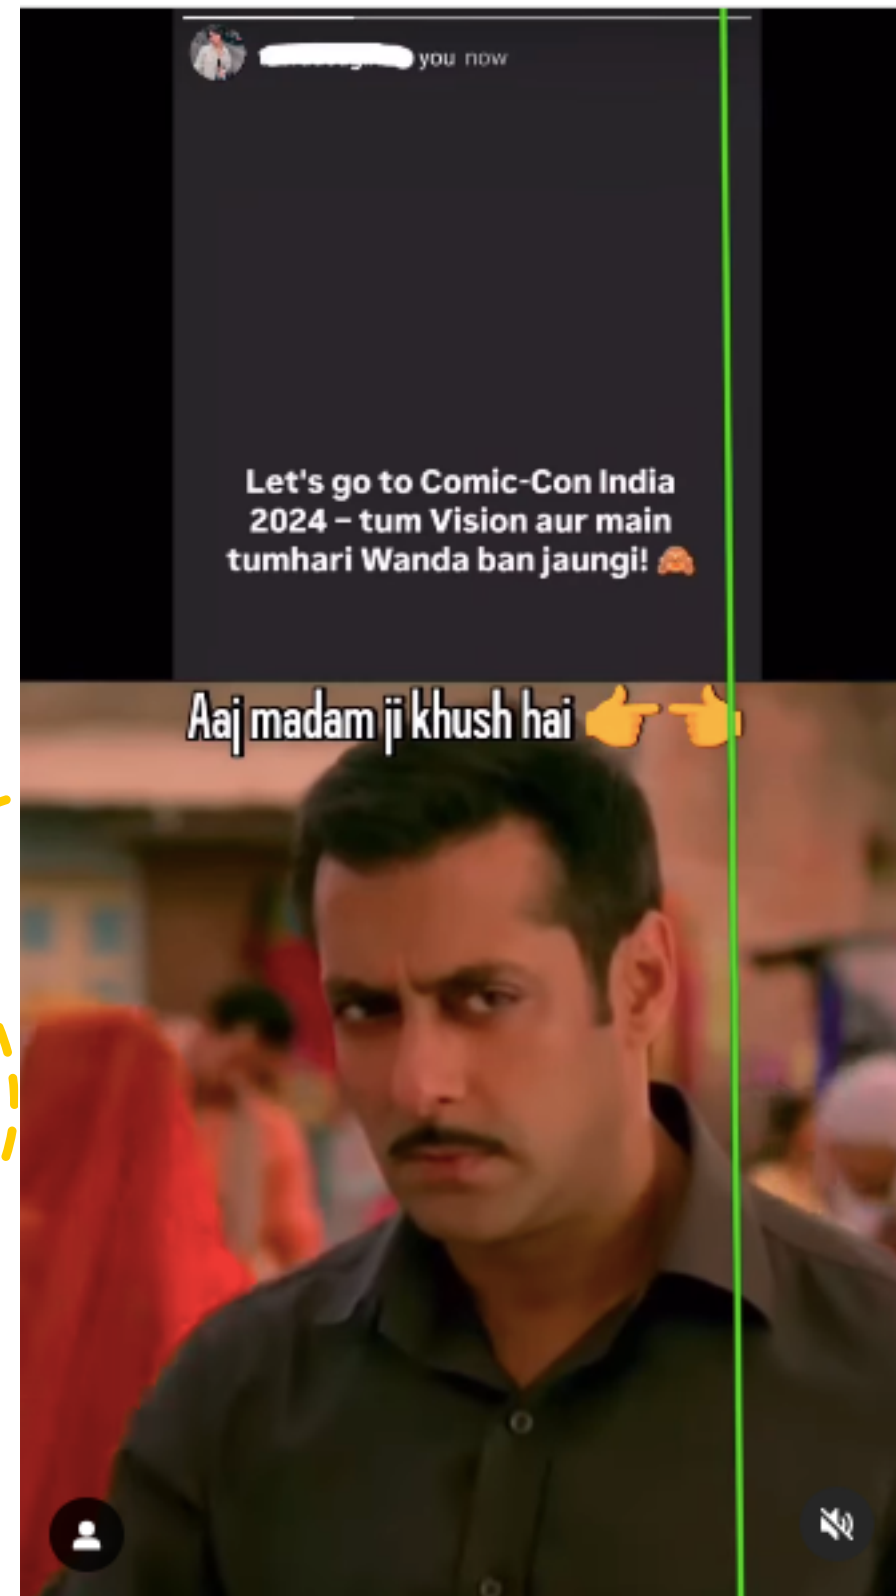 you now
Let's go to Comic-Con India
2024 – tum Vision aur main
tumhari Wanda ban jaungi! 🙈
Aaj madam ji khush hai 👉👈